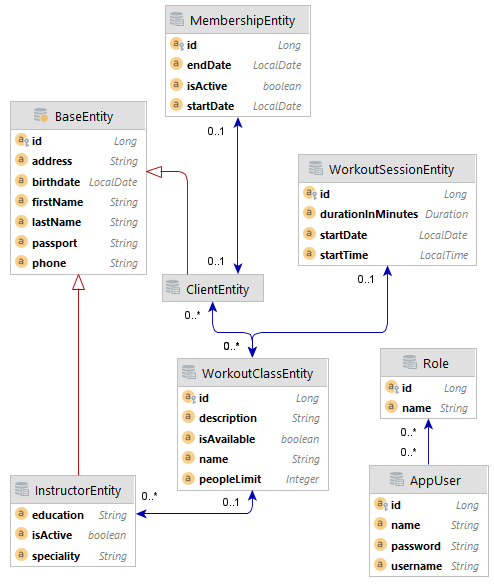 MembershipEntity
id Long
endDate LocalDate
isActive boolean
startDate LocalDate
0..1
BaseEntity
id Long
address String
birthdate LocalDate
firstName String
lastName String
passport String
phone String
WorkoutSessionEntity
id Long
durationInMinutes Duration
startDate LocalDate
startTime LocalTime
0..1
0..1
ClientEntity
0..*
0..*
WorkoutClassEntity
id Long
description String
isAvailable boolean
name String
peopleLimit Integer
0..1
Role
id Long
name String
0..*
0..*
AppUser
id Long
name String
password String
username String
InstructorEntity
education String
isActive boolean
speciality String
0..*